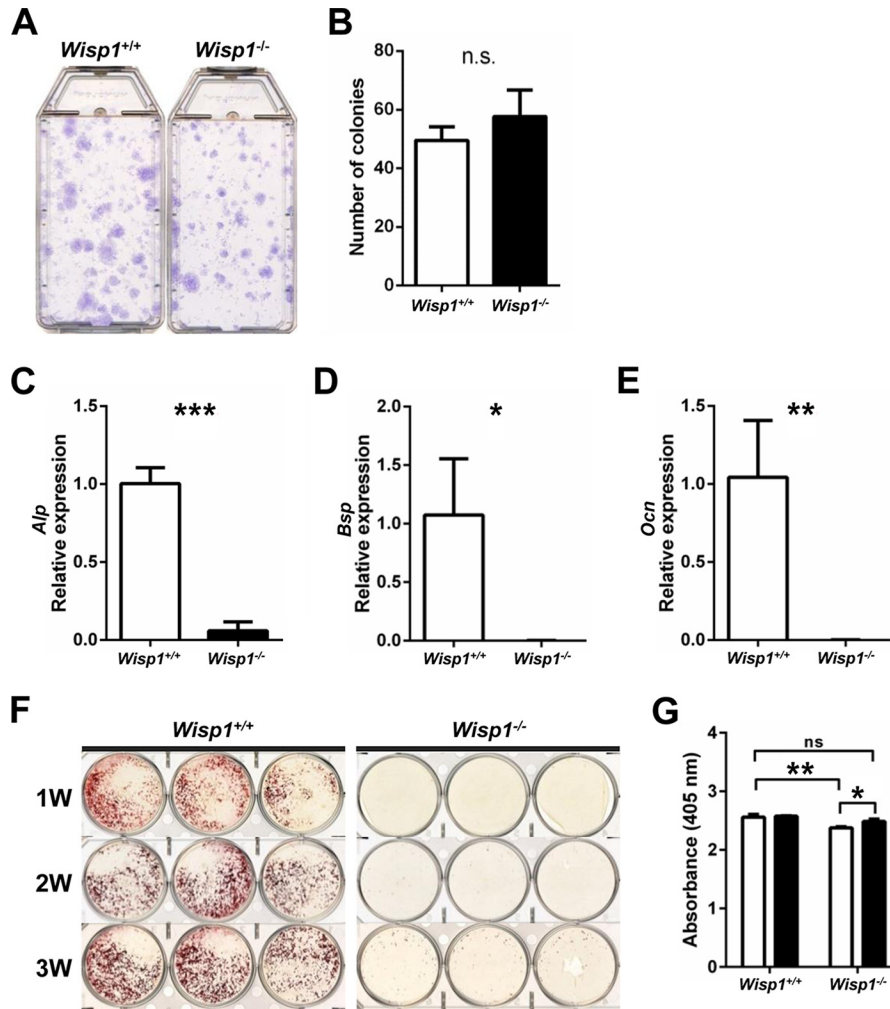 A
Wisp1+/+ Wisp1-/-
B
n.s.
80
60
40
20
0
Number of colonies
Wisp1+/+ Wisp1-/-
C
***
1.5
1.0
0.5
0.0
Alp
Relative expression
Wisp1+/+ Wisp1-/-
D
*
2.0
1.5
1.0
0.5
0.0
Bsp
Relative expression
Wisp1+/+ Wisp1-/-
E
**
1.5
1.0
0.5
0.0
Ocn
Relative expression
Wisp1+/+ Wisp1-/-
F
Wisp1+/+ Wisp1-/-
1W
2W
3W
G
ns
**
*
4
3
2
1
0
Absorbance (405 nm)
Wisp1+/+ Wisp1-/-